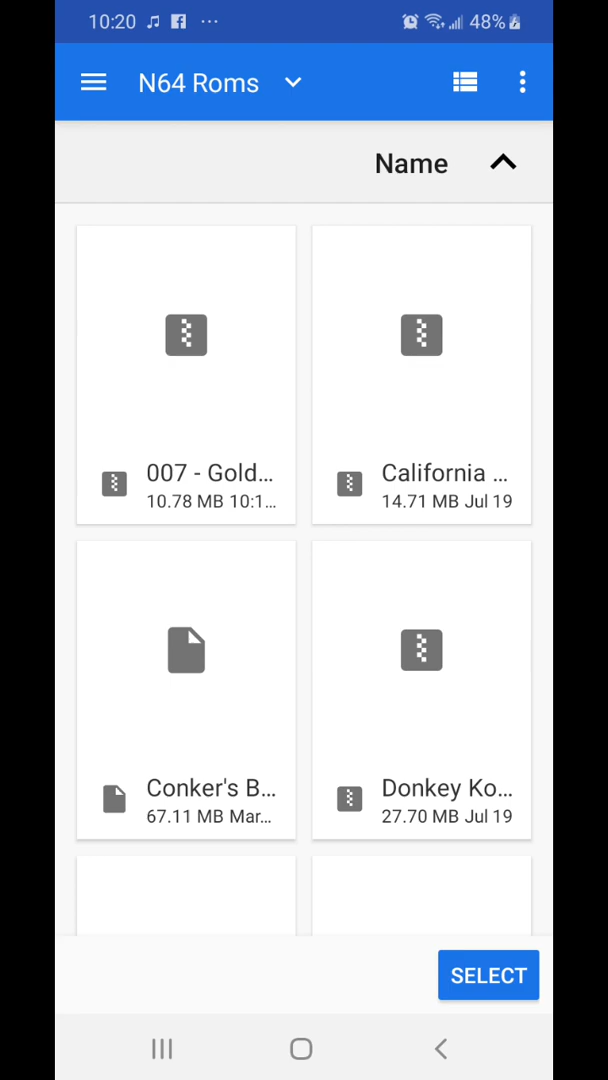 10:20
48%
N64 Roms
Name
007 - Gold...
10.78 MB 10:1...
California ...
14.71 MB Jul 19
Conker's B...
67.11 MB Mar...
Donkey Ko...
27.70 MB Jul 19
SELECT